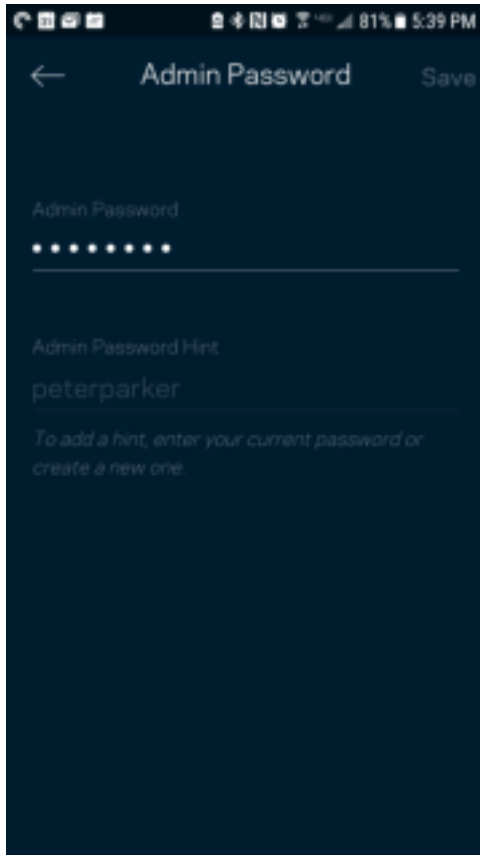 81% 5:39 PM
Admin Password Save
Admin Password
••••••••
Admin Password Hint
peterparker
To add a hint, enter your current password or
create a new one.